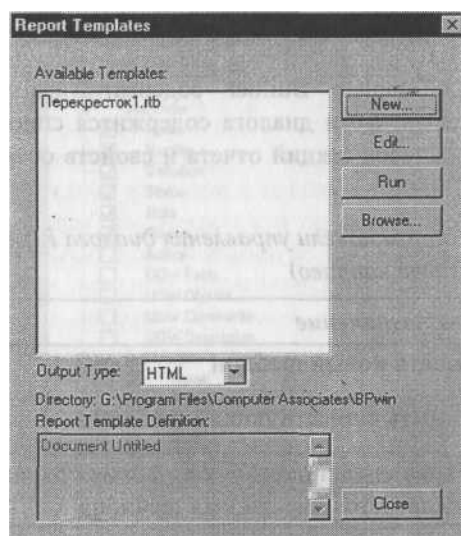 Report Templates
Available Templates:
Перекресток1.rtb
New...
Edit...
Run
Browse...
Output Type: HTML
Directory: G:\Program Files\Computer Associates\BPwin
Report Template Definition:
Document Untitled
Close